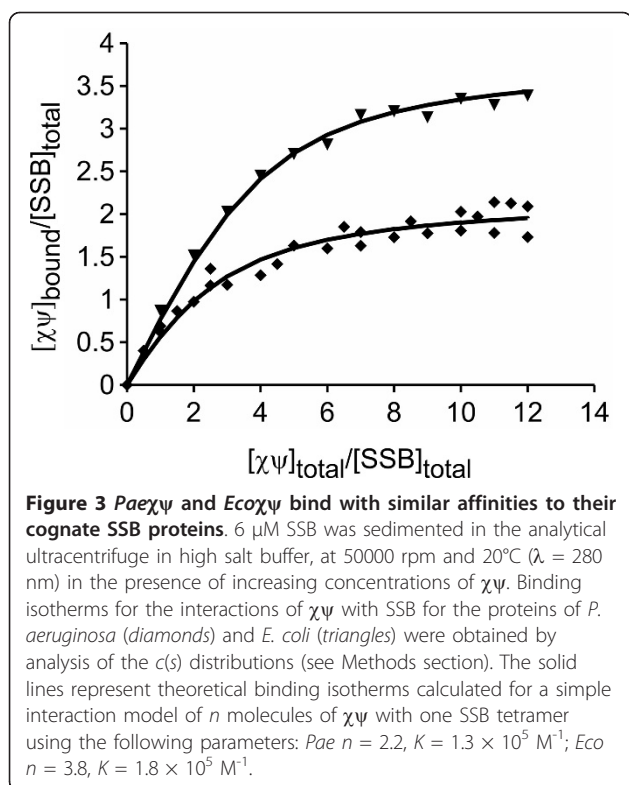 4
3.5
3
2.5
2
1.5
1
0.5
0
[χψ]bound/[SSB]total
0 2 4 6 8 10 12 14
[χψ]total/[SSB]total
Figure 3 Paeχψ and Ecoχψ bind with similar affinities to their
cognate SSB proteins. 6 μM SSB was sedimented in the analytical
ultracentrifuge in high salt buffer, at 50000 rpm and 20°C (λ = 280
nm) in the presence of increasing concentrations of χψ. Binding
isotherms for the interactions of χψ with SSB for the proteins of P.
aeruginosa (diamonds) and E. coli (triangles) were obtained by
analysis of the c(s) distributions (see Methods section). The solid
lines represent theoretical binding isotherms calculated for a simple
interaction model of n molecules of χψ with one SSB tetramer
using the following parameters: Pae n = 2.2, K = 1.3 × 10⁵ M⁻¹; Eco
n = 3.8, K = 1.8 × 10⁵ M⁻¹.